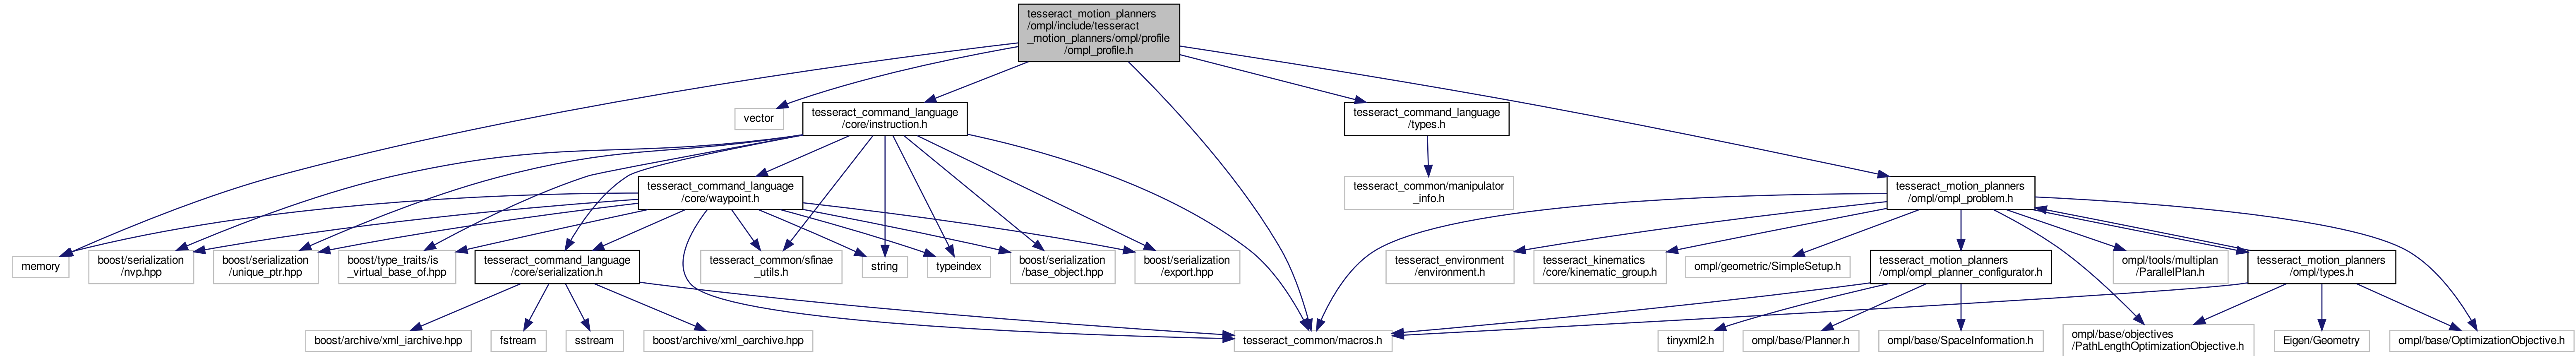 tesseract_motion_planners
/ompl/include/tesseract
_motion_planners/ompl/profile
/ompl_profile.h
vector
tesseract_command_language
/core/instruction.h
tesseract_command_language
/types.h
tesseract_command_language
/core/waypoint.h
tesseract_common/manipulator
_info.h
tesseract_motion_planners
/ompl/ompl_problem.h
memory
boost/serialization
/nvp.hpp
boost/serialization
/unique_ptr.hpp
boost/type_traits/is
_virtual_base_of.hpp
tesseract_command_language
/core/serialization.h
tesseract_common/sfinae
_utils.h
string
typeindex
boost/serialization
/base_object.hpp
boost/serialization
/export.hpp
tesseract_environment
/environment.h
tesseract_kinematics
/core/kinematic_group.h
ompl/geometric/SimpleSetup.h
tesseract_motion_planners
/ompl/ompl_planner_configurator.h
ompl/tools/multiplan
/ParallelPlan.h
tesseract_motion_planners
/ompl/types.h
boost/archive/xml_iarchive.hpp
fstream
sstream
boost/archive/xml_oarchive.hpp
tesseract_common/macros.h
tinyxml2.h
ompl/base/Planner.h
ompl/base/SpaceInformation.h
ompl/base/objectives
/PathLengthOptimizationObjective.h
Eigen/Geometry
ompl/base/OptimizationObjective.h